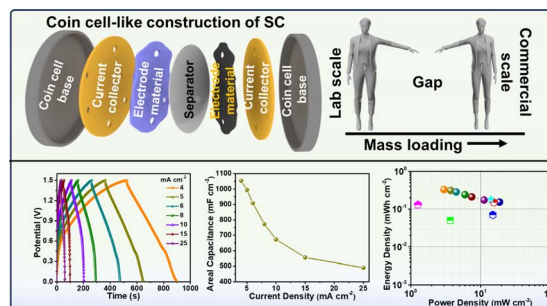 Coin cell-like construction of SC
Coin cell
base
Current
collector
Electrode
material
Separator
Electrode
material
Current
collector
Coin cell
base
Lab scale
Gap
Commercial
scale
Mass loading
Potential (V)
1.5
1.2
0.9
0.6
0.3
0.0
mA cm-2
4
5
6
8
10
15
25
0 200 400 600 800 1000
Time (s)
Areal Capacitance (mF cm-2)
1100
1000
900
800
700
600
500
400
5 10 15 20 25
Current Density (mA cm-2)
Energy Density (mWh cm-2)
100
10-1
10-2
100 101 102
Power Density (mW cm-2)